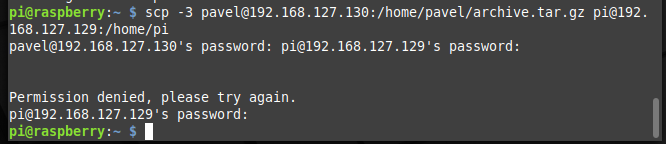 pi@raspberry:~ $ scp -3 pavel@192.168.127.130:/home/pavel/archive.tar.gz pi@192.
168.127.129:/home/pi
pavel@192.168.127.130's password: pi@192.168.127.129's password:
Permission denied, please try again.
pi@192.168.127.129's password:
pi@raspberry:~ $